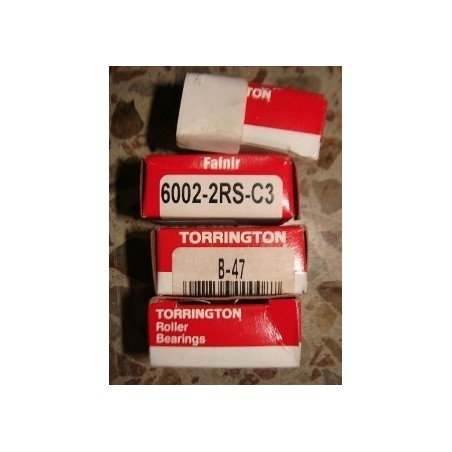 TON
Fafnir
6002-2RS-C3
TORRINGTON
B-47
TORRINGTON
Roller
Bearings